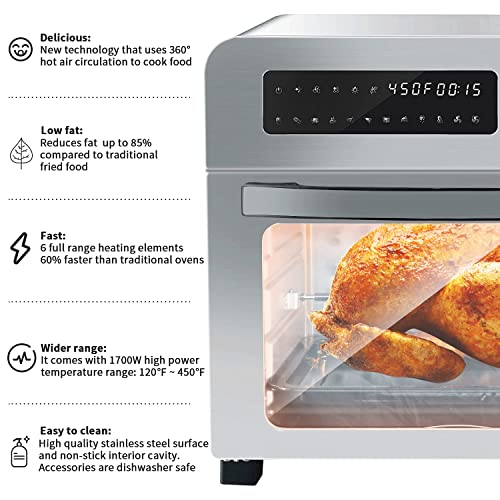 Delicious:
New technology that uses 360°
hot air circulation to cook food
450F00:15
Low fat:
Reduces fat up to 85%
compared to traditional
fried food
Fast:
6 full range heating elements
60% faster than traditional ovens
Wider range:
It comes with 1700W high power
temperature range: 120°F ~ 450°F
Easy to clean:
High quality stainless steel surface
and non-stick interior cavity.
Accessories are dishwasher safe